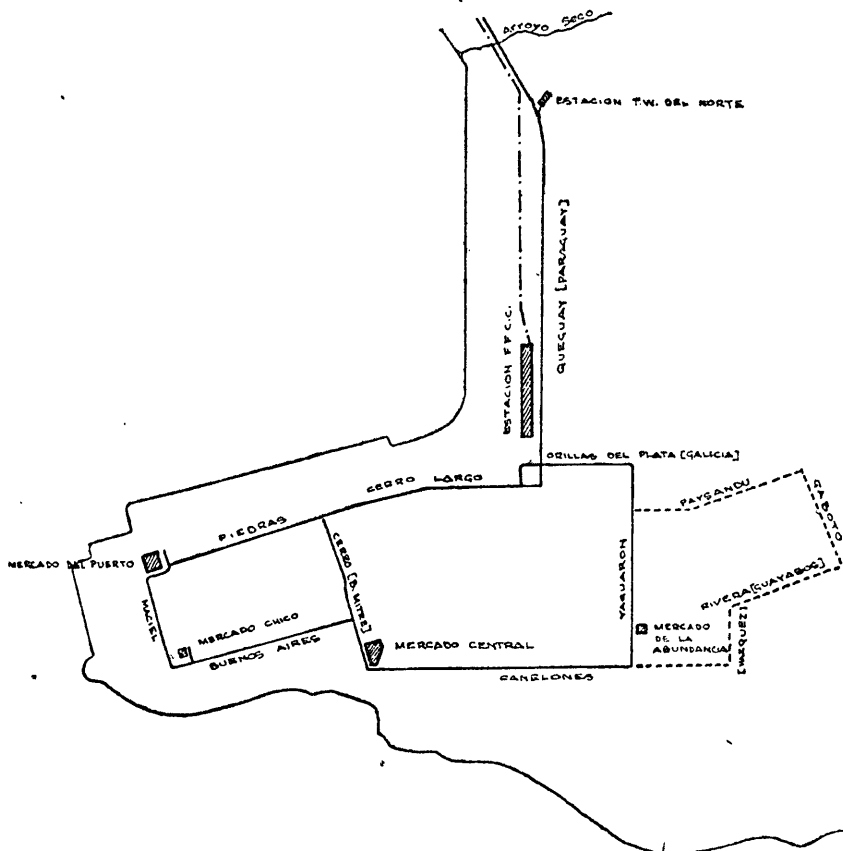 ARROYO SECO
ESTACION T.W. DEL NORTE
QUEGUAY [PARAGUAY]
ESTACION FF.C.C.
ORILLAS DEL PLATA [GALICIA]
CERRO LARGO
PAYSANDU
GABOTO
PIEDRAS
MERCADO DEL PUERTO
CERRO [B. MITRE]
YAGUARON
RIVERA [GUAYABOS]
MACIEL
MERCADO CHICO
BUENOS AIRES
MERCADO CENTRAL
MERCADO
DE LA
ABUNDANCIA
[VAZQUEZ]
CANELONES